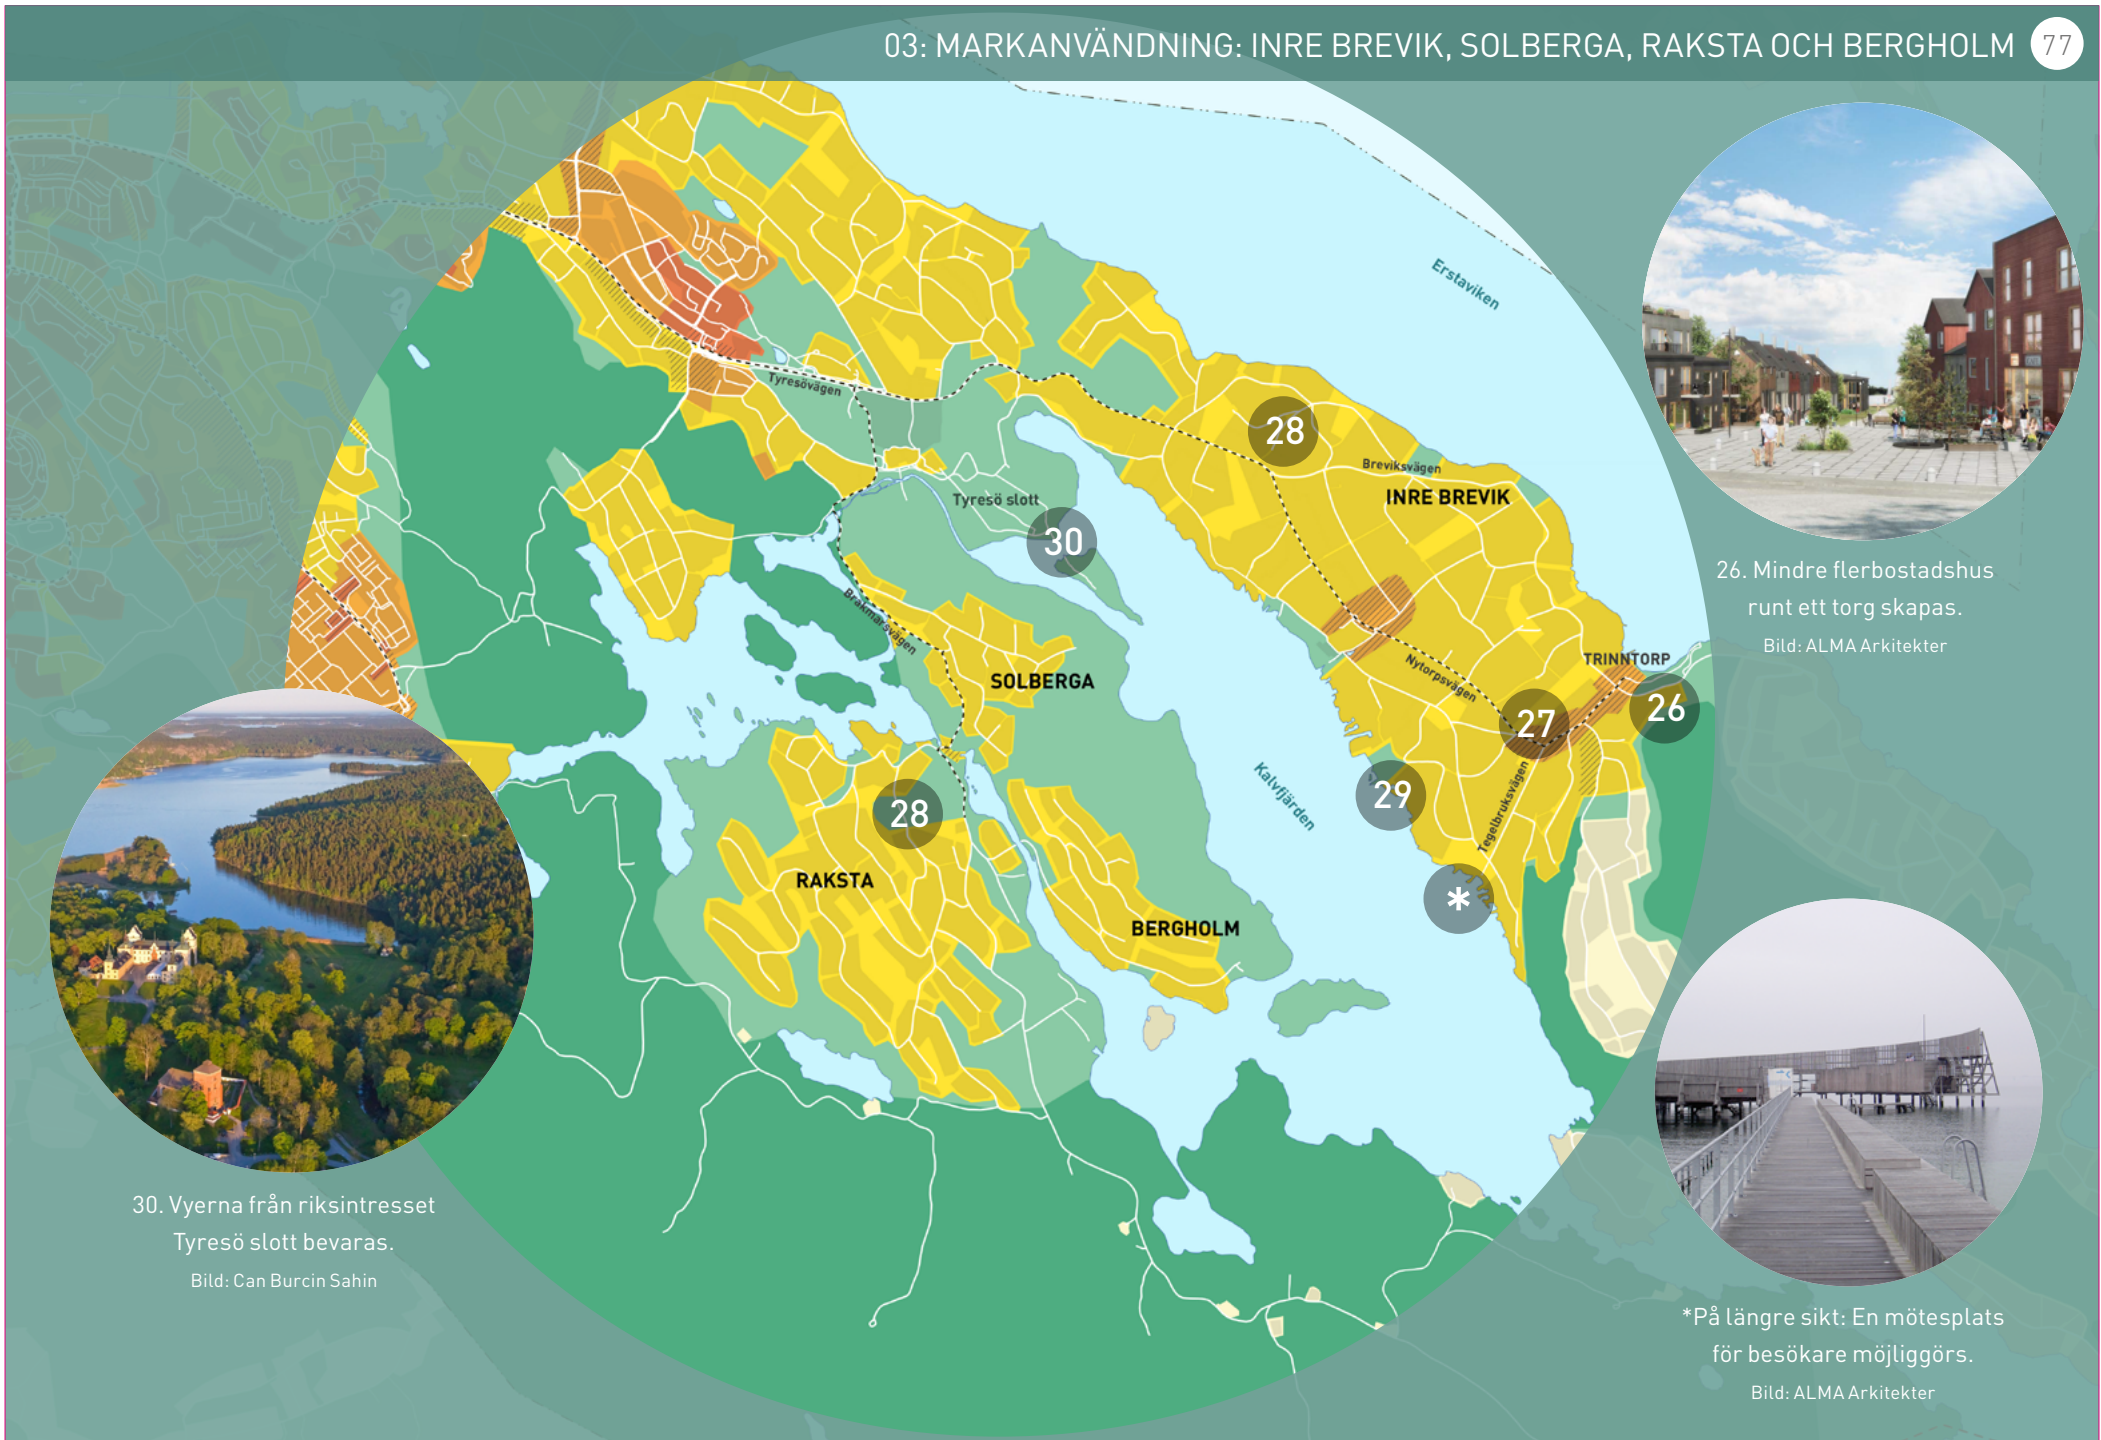 03: MARKANVÄNDNING: INRE BREVIK, SOLBERGA, RAKSTA OCH BERGHOLM 77
Erstaviken
Tyresövägen
28
Breviksvägen
INRE BREVIK
Tyresö slott
30
Brakmarsvägen
SOLBERGA
TRINNTORP
Nytorpsvägen
27
26
28
29
Kalvfjärden
Tegelbruksvägen
RAKSTA
*
BERGHOLM
26. Mindre flerbostadshus
runt ett torg skapas.
Bild: ALMA Arkitekter
30. Vyerna från riksintresset
Tyresö slott bevaras.
Bild: Can Burcin Sahin
*På längre sikt: En mötesplats
för besökare möjliggörs.
Bild: ALMA Arkitekter